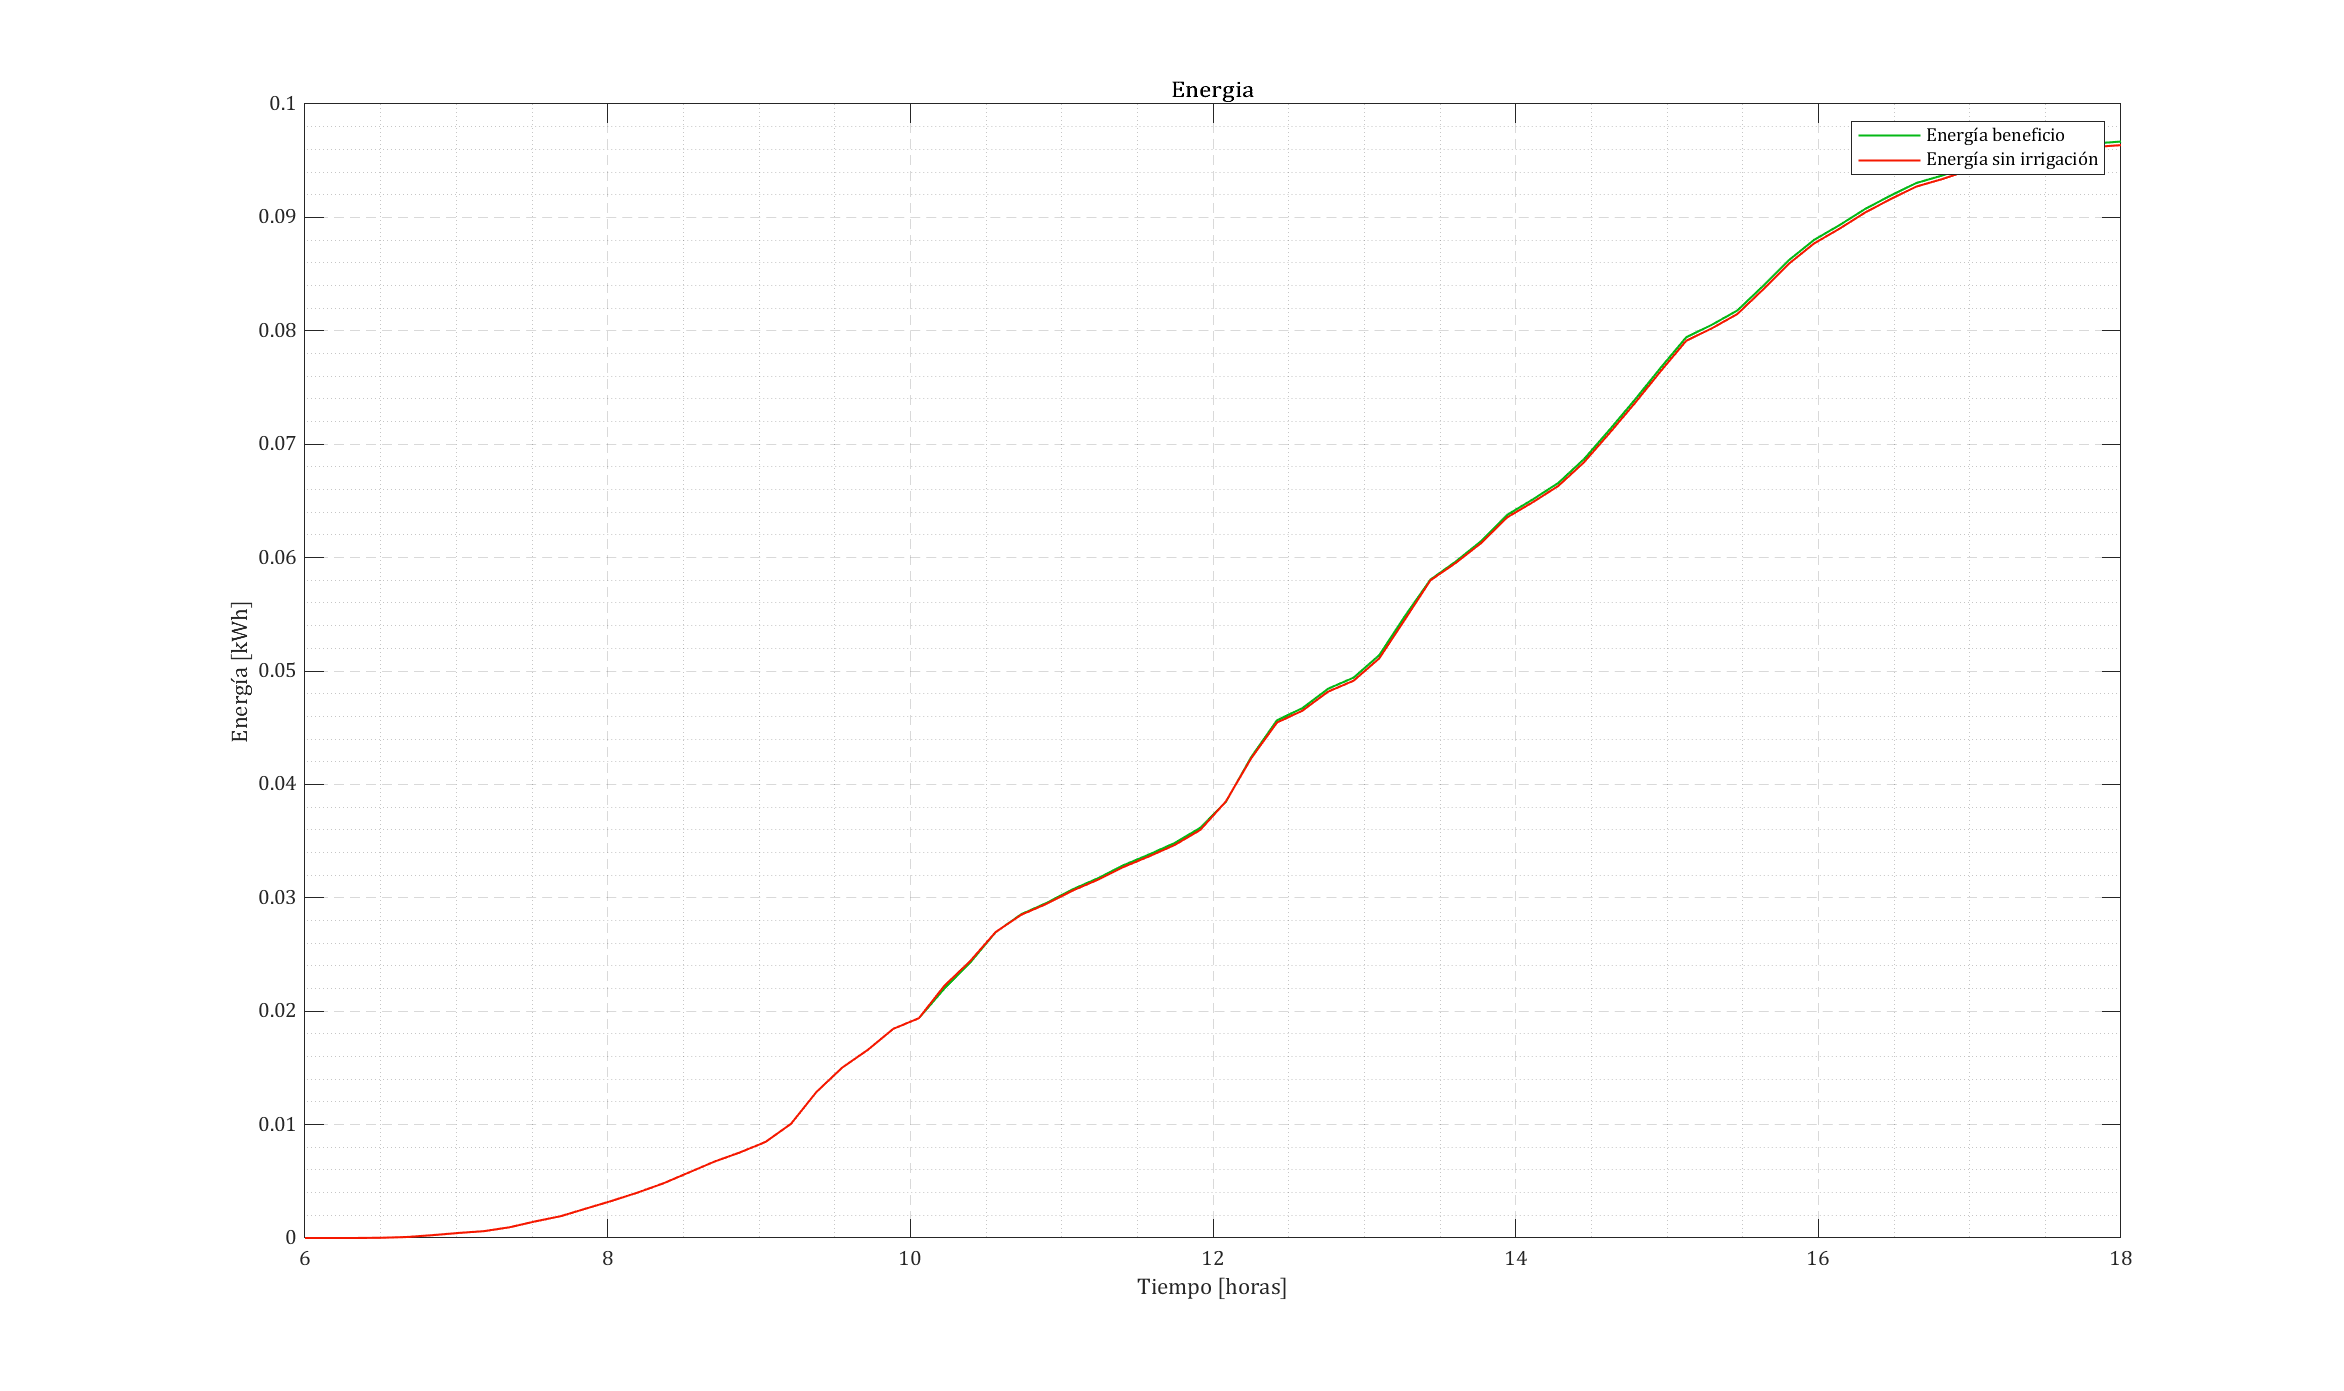 Energia
0.1
0.09
0.08
0.07
0.06
0.05
0.04
0.03
0.02
0.01
0
Energía [kWh]
Energía beneficio
Energía sin irrigación
6 8 10 12 14 16 18
Tiempo [horas]